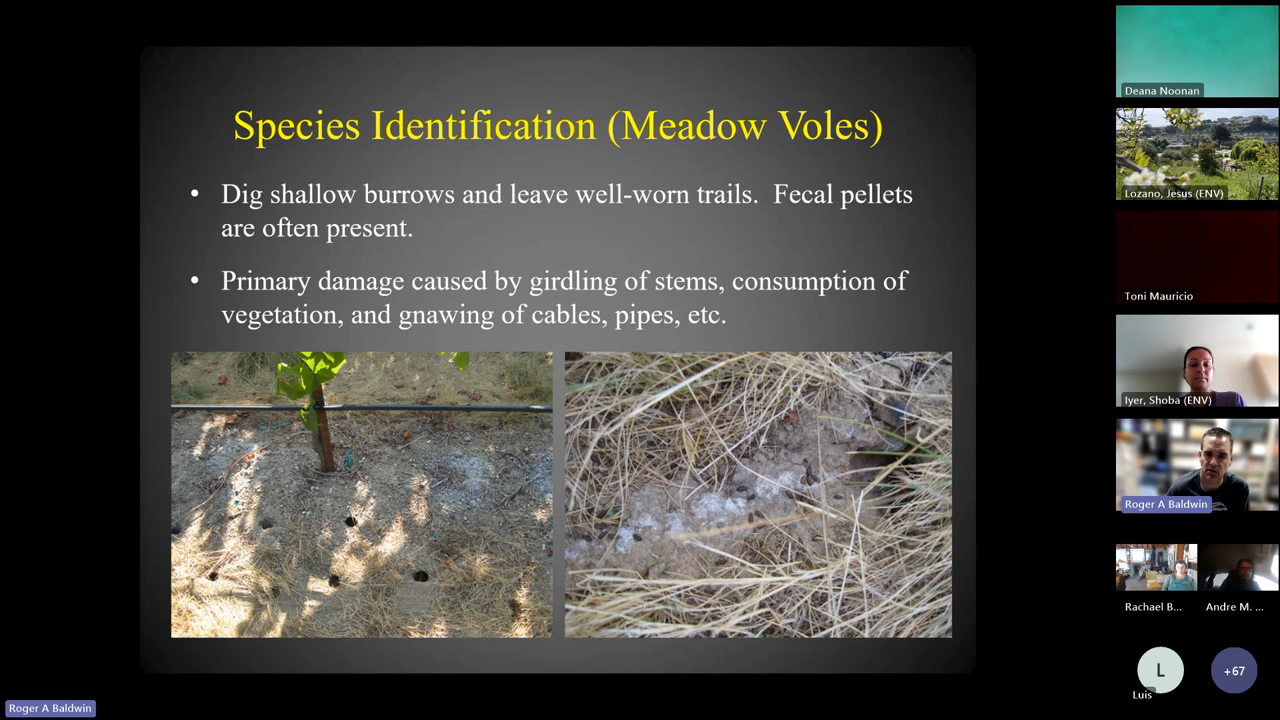 Species Identification (Meadow Voles)
• Dig shallow burrows and leave well-worn trails.  Fecal pellets
are often present.
• Primary damage caused by girdling of stems, consumption of
vegetation, and gnawing of cables, pipes, etc.
Deana Noonan
Lozano, Jesus (ENV)
Toni Mauricio
Iyer, Shoba (ENV)
Roger A Baldwin
Rachael B...
Andre M. ...
L
Luis
+67
Roger A Baldwin